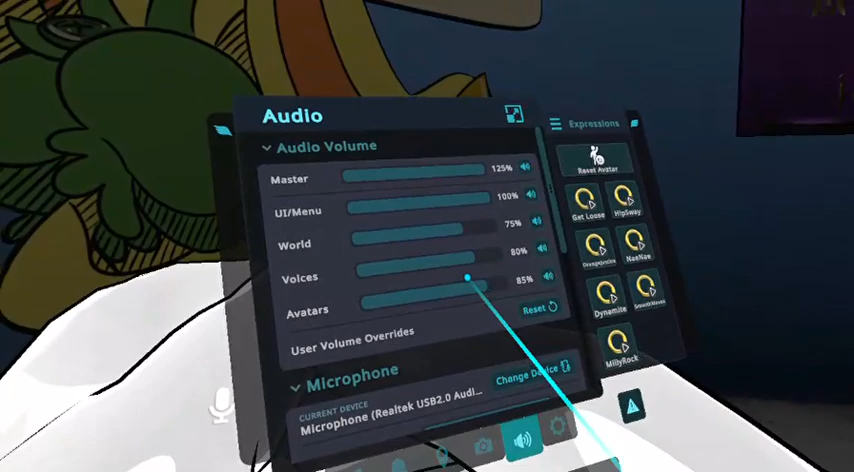 Audio
Audio Volume
Master 125%
UI/Menu 100%
World 75%
Voices 80%
Avatars 85%
User Volume Overrides
Reset
Microphone
CURRENT DEVICE
Microphone (Realtek USB2.0 Audi...
Change Device
Expressions
Reset Avatar
Get Loose
HipSway
OrangeJustice
NaeNae
Dynamite
SmoothMoves
MillyRock